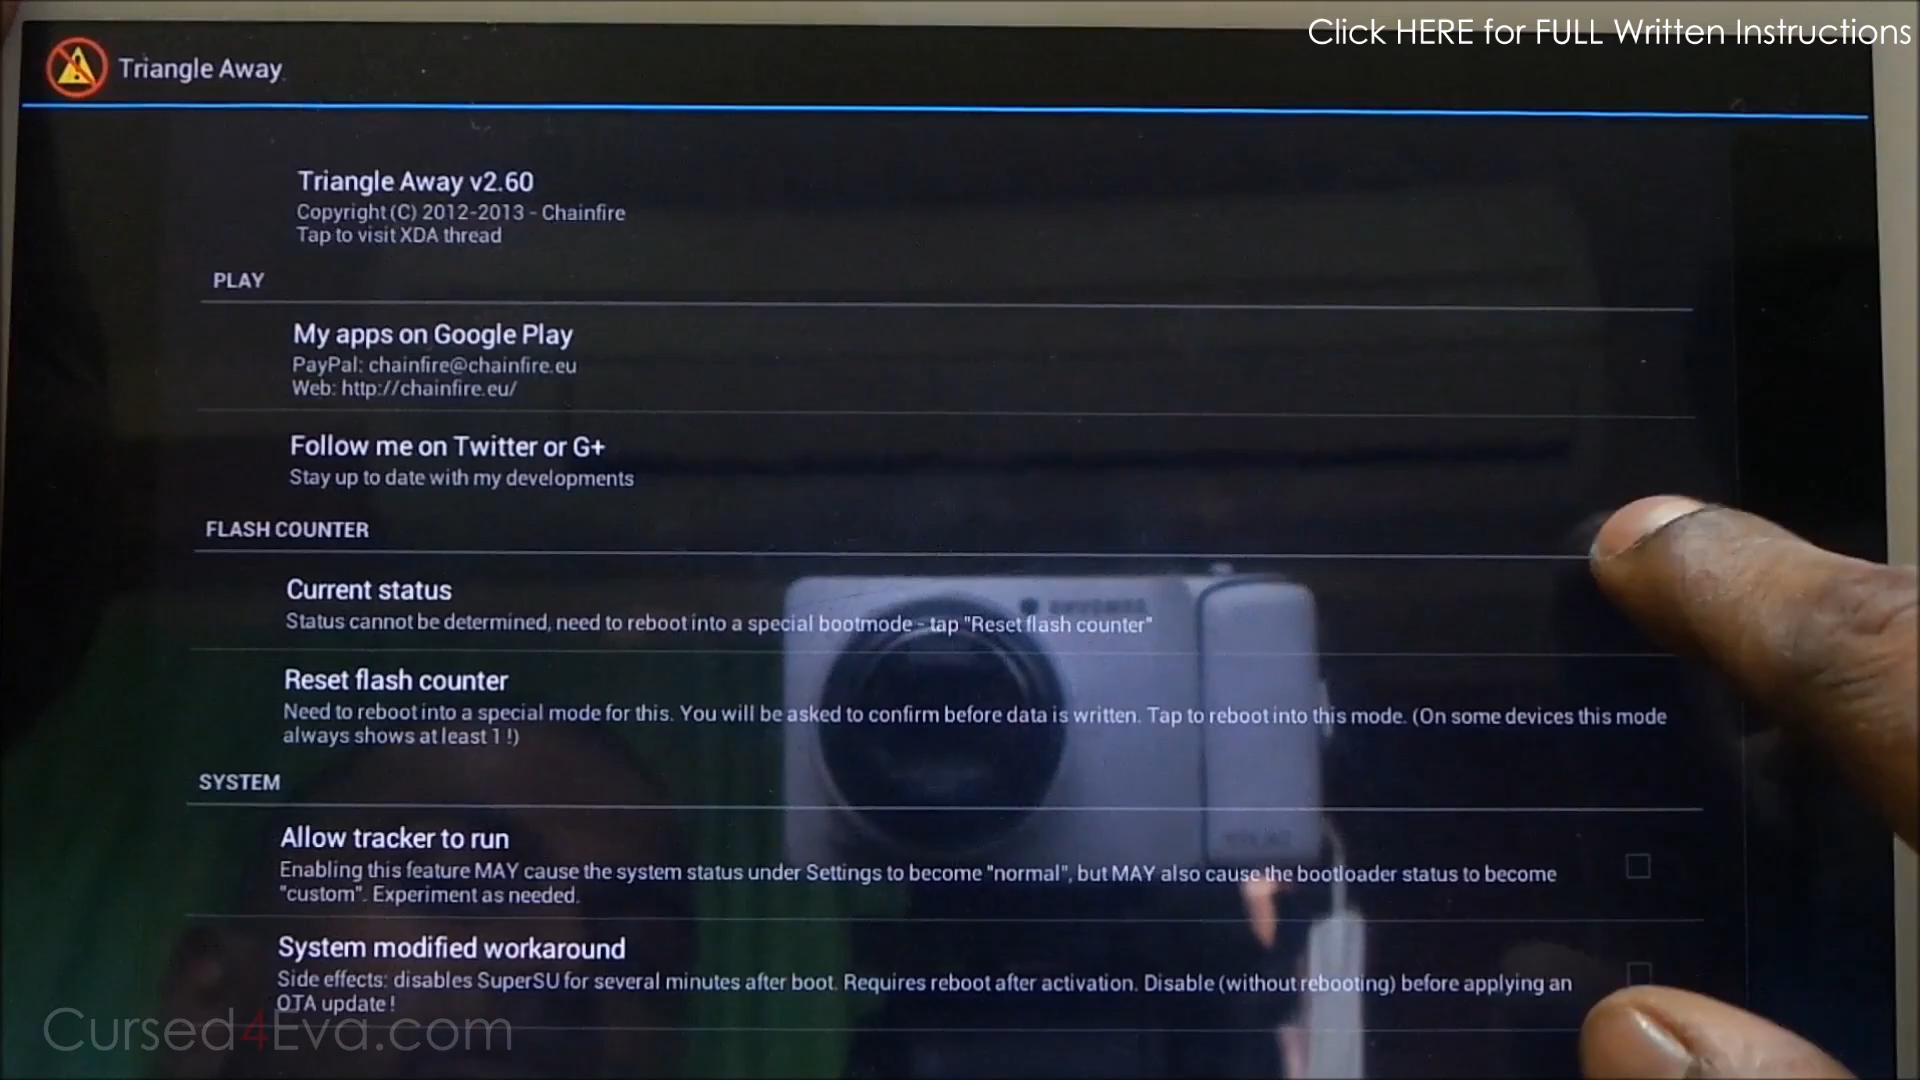 Click HERE for FULL Written Instructions
Triangle Away
Triangle Away v2.60
Copyright (C) 2012-2013 - Chainfire
Tap to visit XDA thread
PLAY
My apps on Google Play
PayPal: chainfire@chainfire.eu
Web: http://chainfire.eu/
Follow me on Twitter or G+
Stay up to date with my developments
FLASH COUNTER
Current status
Status cannot be determined, need to reboot into a special bootmode - tap "Reset flash counter"
Reset flash counter
Need to reboot into a special mode for this. You will be asked to confirm before data is written. Tap to reboot into this mode. (On some devices this mode
always shows at least 1 !)
SYSTEM
Allow tracker to run
Enabling this feature MAY cause the system status under Settings to become "normal", but MAY also cause the bootloader status to become
"custom". Experiment as needed.
System modified workaround
Side effects: disables SuperSU for several minutes after boot. Requires reboot after activation. Disable (without rebooting) before applying an
OTA update !
Cursed4Eva.com